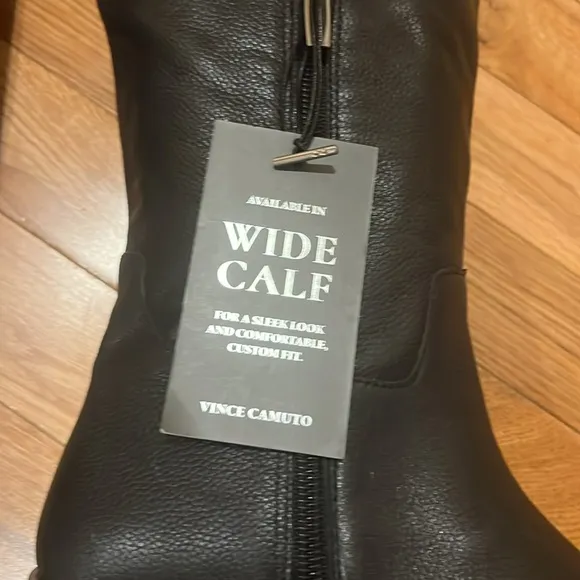 AVAILABLE IN
WIDE
CALF
FOR A SLEEK LOOK
AND COMFORTABLE,
CUSTOM FIT.
VINCE CAMUTO